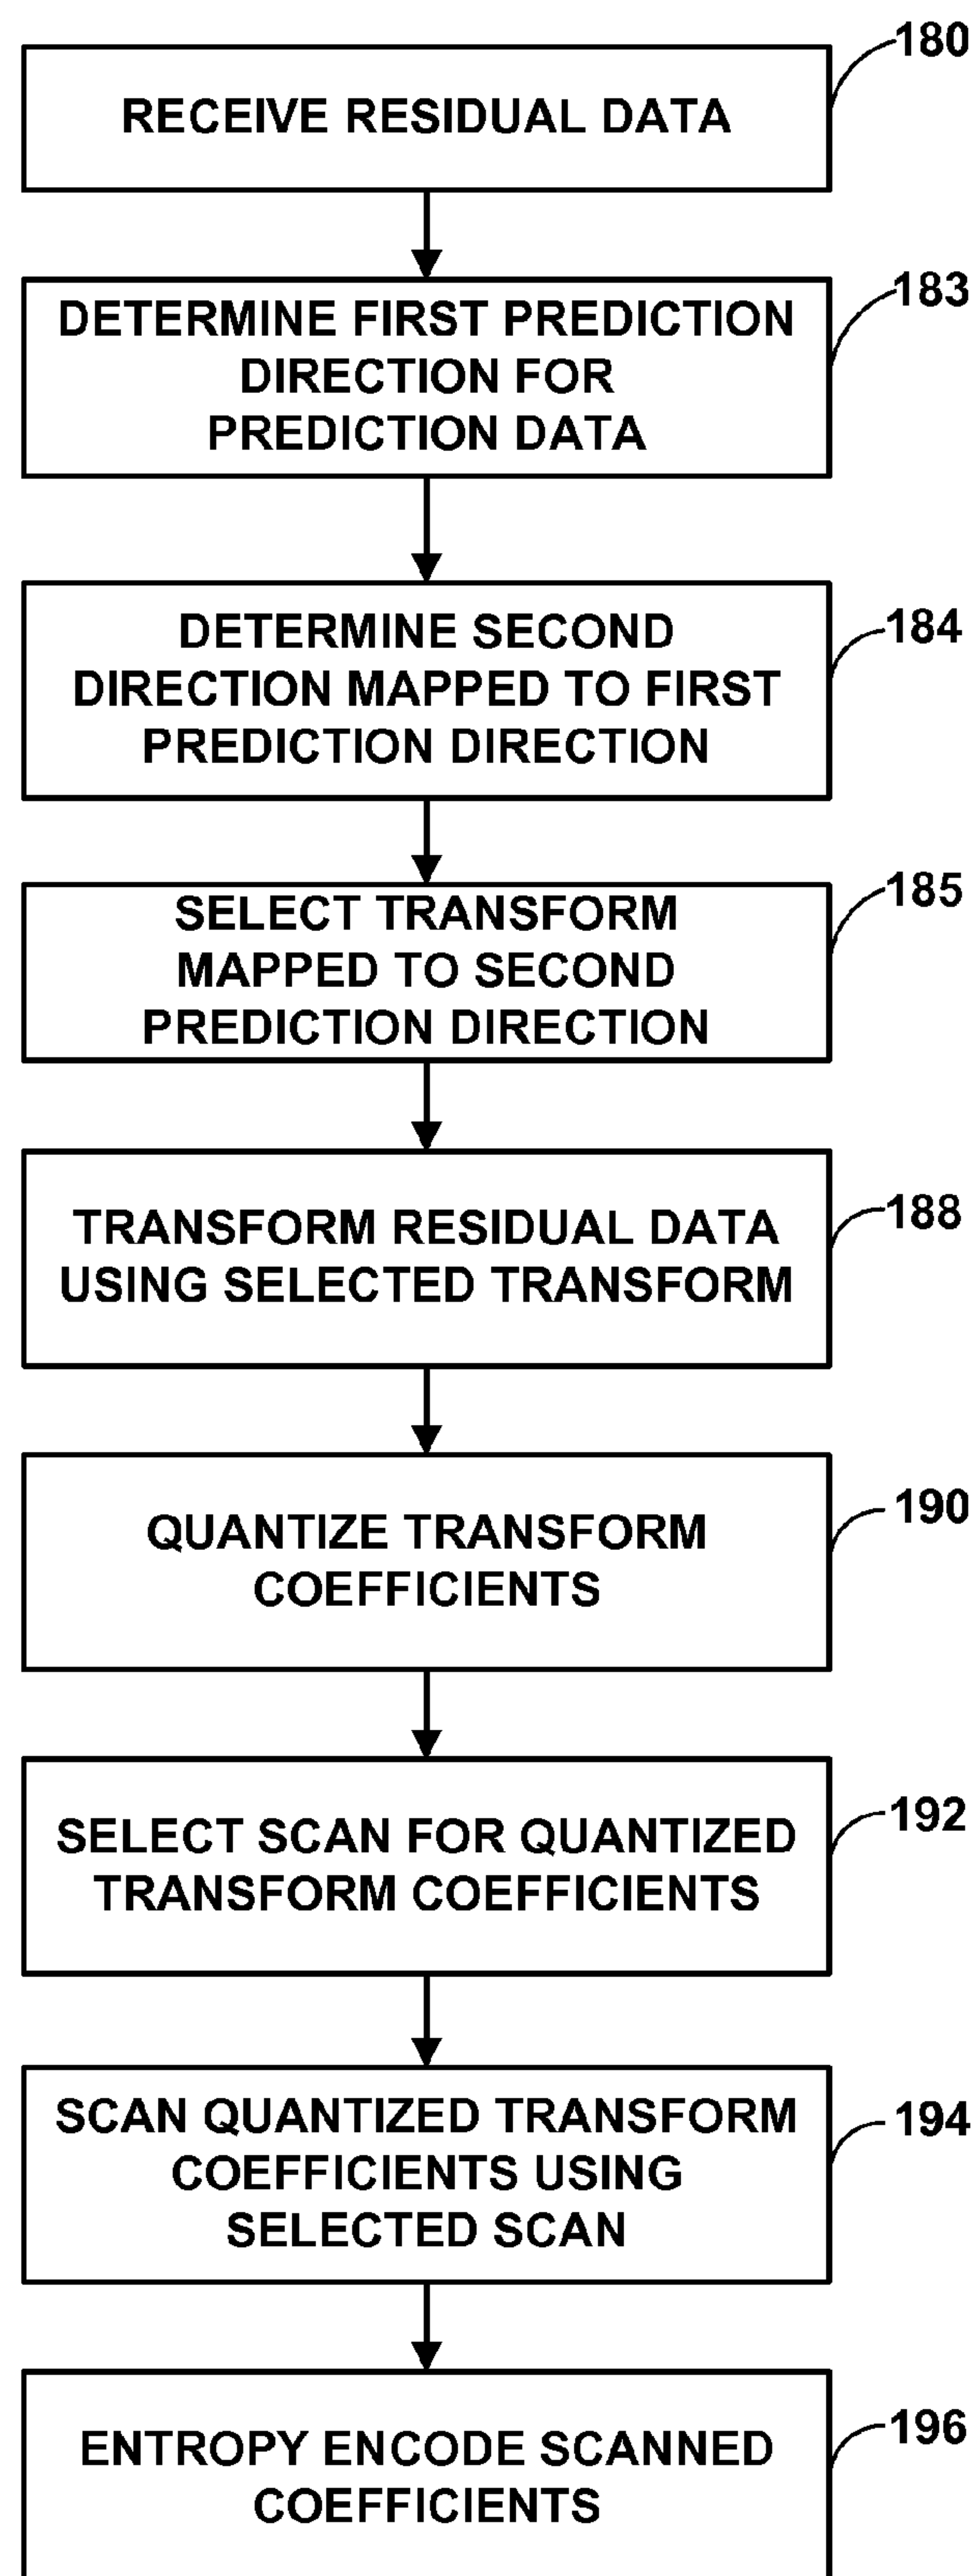 180
RECEIVE RESIDUAL DATA
183
DETERMINE FIRST PREDICTION
DIRECTION FOR
PREDICTION DATA
184
DETERMINE SECOND
DIRECTION MAPPED TO FIRST
PREDICTION DIRECTION
185
SELECT TRANSFORM
MAPPED TO SECOND
PREDICTION DIRECTION
188
TRANSFORM RESIDUAL DATA
USING SELECTED TRANSFORM
190
QUANTIZE TRANSFORM
COEFFICIENTS
192
SELECT SCAN FOR QUANTIZED
TRANSFORM COEFFICIENTS
194
SCAN QUANTIZED TRANSFORM
COEFFICIENTS USING
SELECTED SCAN
196
ENTROPY ENCODE SCANNED
COEFFICIENTS